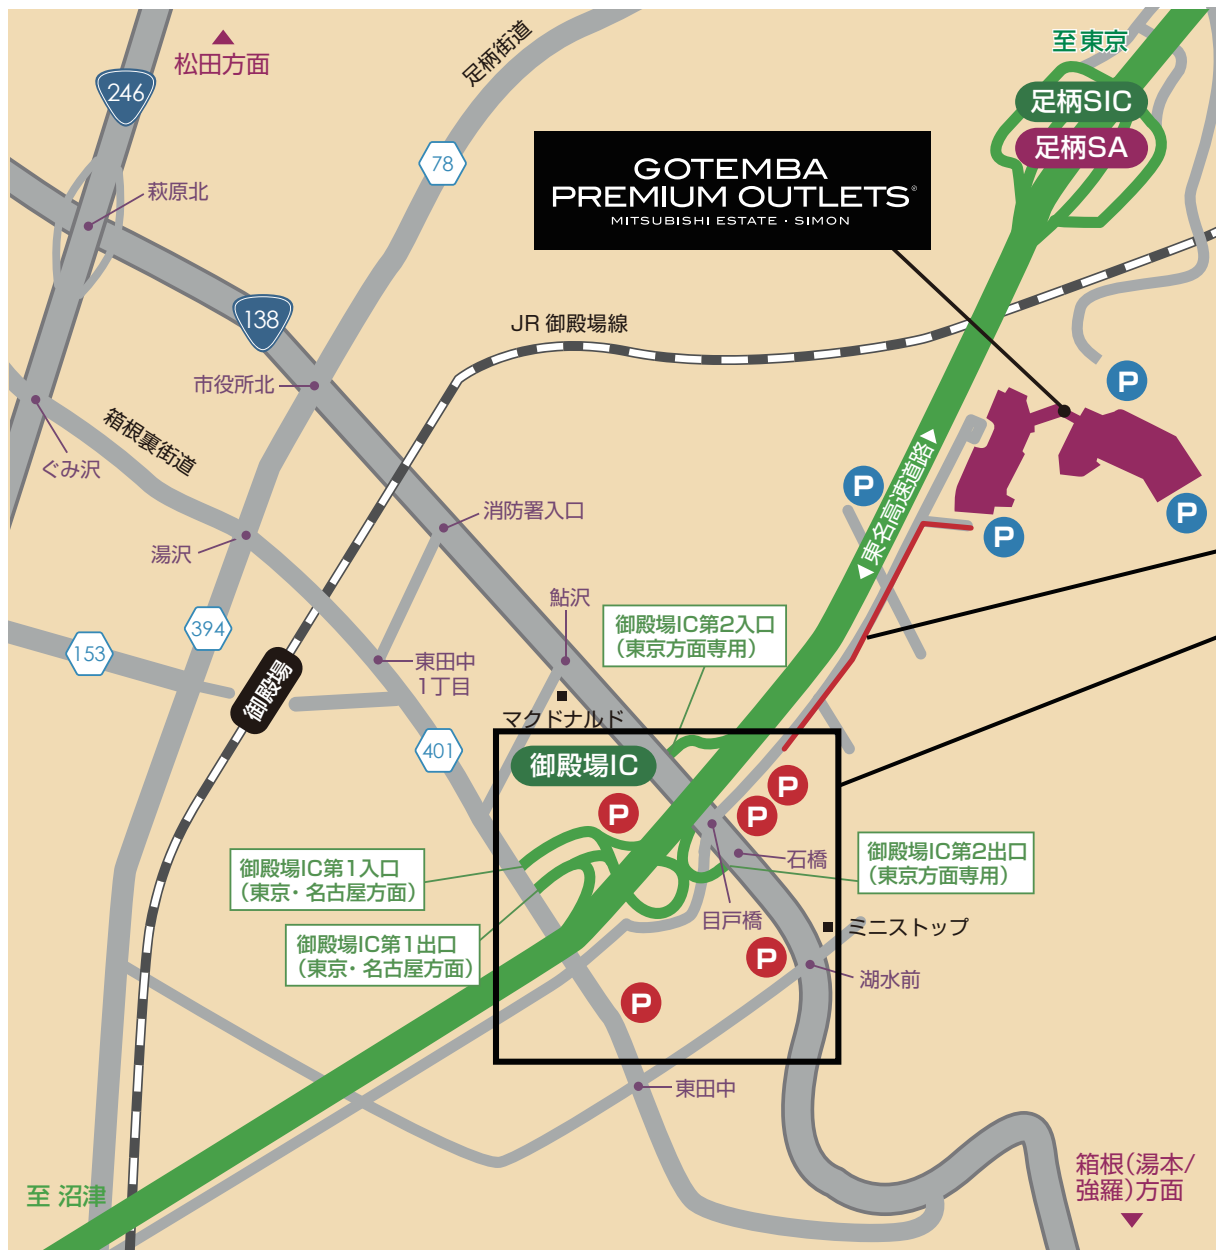 至 東京
足柄SIC
足柄SA
松田方面
246
足柄街道
78
GOTEMBA
PREMIUM OUTLETS®
MITSUBISHI ESTATE · SIMON
萩原北
138
JR 御殿場線
市役所北
P
箱根裏街道
ぐみ沢
東名高速道路
P
P
P
消防署入口
湯沢
鮎沢
394
153
御殿場IC第2入口
(東京方面専用)
東田中
1丁目
御殿場
マクドナルド
401
御殿場IC
P
P
P
石橋
御殿場IC第2出口
(東京方面専用)
御殿場IC第1入口
(東京・名古屋方面)
目戸橋
ミニストップ
御殿場IC第1出口
(東京・名古屋方面)
P
湖水前
P
東田中
至 沼津
箱根(湯本/
強羅)方面